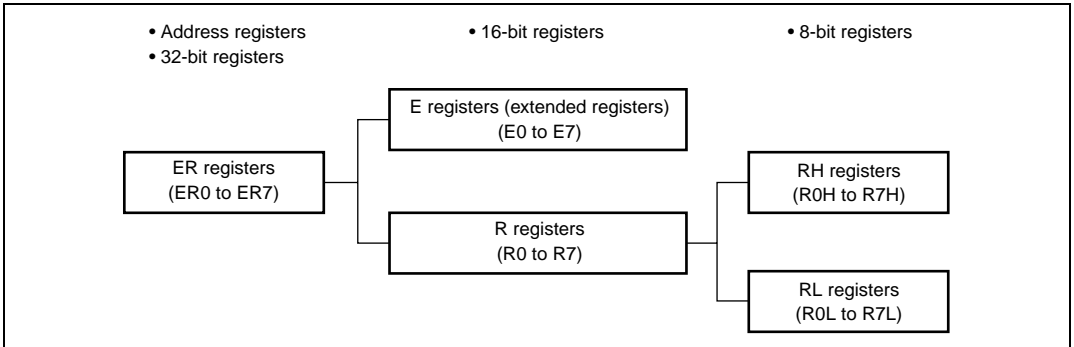 • Address registers
• 32-bit registers
• 16-bit registers
• 8-bit registers
E registers (extended registers)
(E0 to E7)
ER registers
(ER0 to ER7)
RH registers
(R0H to R7H)
R registers
(R0 to R7)
RL registers
(R0L to R7L)